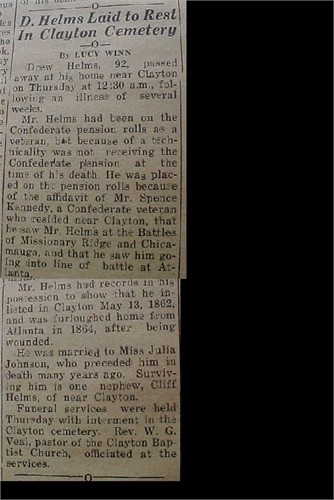 D. Helms Laid to Rest
In Clayton Cemetery
—o—
By LUCY WINN
Drew Helms, 92, passed
away at his home near Clayton
on Thursday at 12:30 a.m., fol-
lowing an illness of several
weeks.
Mr. Helms had been on the
Confederate pension rolls as a
veteran, but because of a tech-
nicality was not receiving the
Confederate pension at the
time of his death. He was plac-
ed on the pension rolls because
of the affidavit of Mr. Spence
Kennedy, a Confederate veteran
who resided near Clayton, that
he saw Mr. Helms at the Battles
of Missionary Ridge and Chica-
mauga, and that he saw him go-
ing into line of battle at At-
lanta.
Mr. Helms had records in his
possession to show that he in-
listed in Clayton May 13, 1862,
and was furloughed home from
Atlanta in 1864, after being
wounded.
He was married to Miss Julia
Johnson, who preceded him in
death many years ago. Surviv-
ing him is one nephew, Cliff
Helms, of near Clayton.
Funeral services were held
Thursday with interment in the
Clayton cemetery. Rev. W. G.
Veal, pastor of the Clayton Bap-
tist Church, officiated at the
services.
—o—